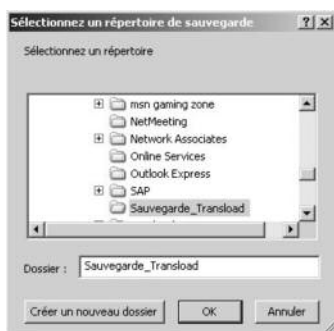 Sélectionnez un répertoire de sauvegarde
Sélectionnez un répertoire
msn gaming zone
NetMeeting
Network Associates
Online Services
Outlook Express
SAP
Sauvegarde_Transload
Dossier : Sauvegarde_Transload
Créer un nouveau dossier OK Annuler